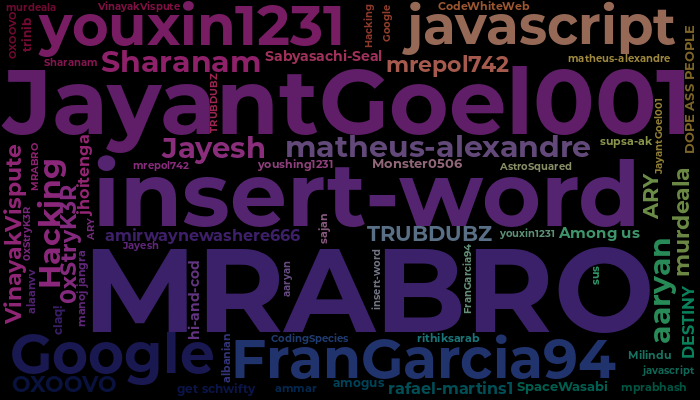 murdeala
VinayakVispute
CodeWhiteWeb
OXOOVO
trinib
youxin1231
Hacking
Google
javascript
Sharanam
Sharanam
Sabyasachi-Seal
mrepol742
matheus-alexandre
DOPE ASS PEOPLE
JayantGoel001
TRUBDUBZ
JayantGoel001
Jayesh
matheus-alexandre
supsa-ak
mrepol742
youshing1231
Monster0506
AstroSquared
VinayakVispute
MRABRO
Hacking
0xStryK3R
0xStryK3R
Jhoitenga
ARY
insert-word
ARY
murdeala
amirwaynewashere666
sajan
TRUBDUBZ
youxin1231
Among us
Jayesh
alaanvv
claq!
manoj jangra
MRABRO
hi-and-cod
aaryan
insert-word
FranGarcia94
sus
aaryan
DESTINY
Google
albanian
CodingSpecies
rithiksarab
FranGarcia94
Milindu
javascript
OXOOVO
get schwifty
ammar
amogus
rafael-martins1
SpaceWasabi
mprabhash